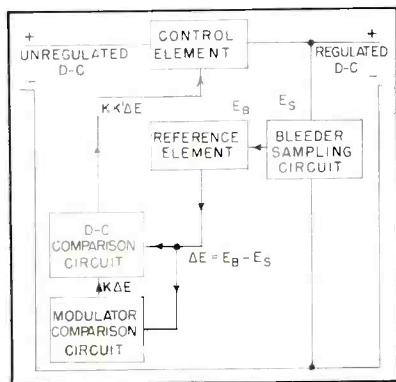 +
UNREGULATED
D-C
-
CONTROL
ELEMENT
+
REGULATED
D-C
-
KK'ΔE
E_B
E_S
REFERENCE
ELEMENT
BLEEDER
SAMPLING
CIRCUIT
D-C
COMPARISON
CIRCUIT
ΔE = E_B - E_S
KΔE
MODULATOR
COMPARISON
CIRCUIT